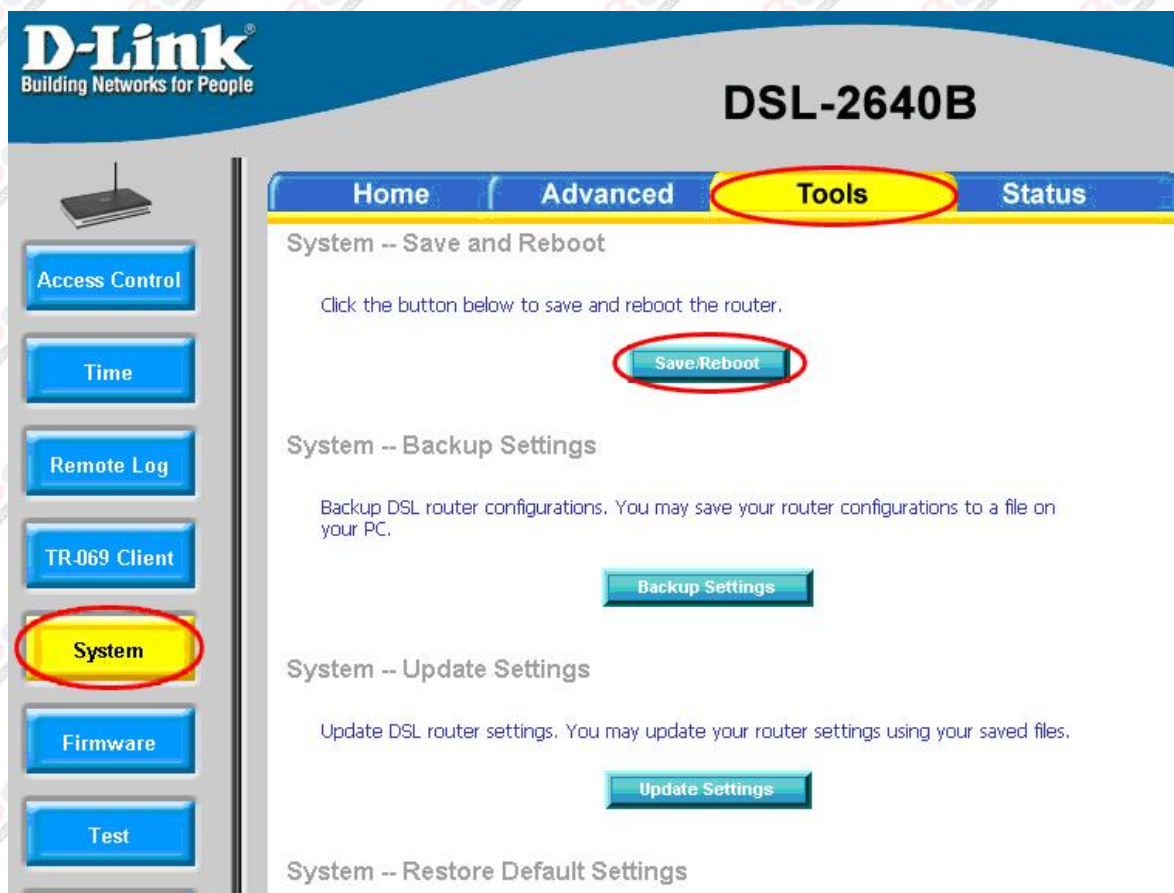 D-Link®
Building Networks for People
DSL-2640B
Home
Advanced
Tools
Status
Access Control
Time
Remote Log
TR-069 Client
System
Firmware
Test
System -- Save and Reboot
Click the button below to save and reboot the router.
Save/Reboot
System -- Backup Settings
Backup DSL router configurations. You may save your router configurations to a file on
your PC.
Backup Settings
System -- Update Settings
Update DSL router settings. You may update your router settings using your saved files.
Update Settings
System -- Restore Default Settings